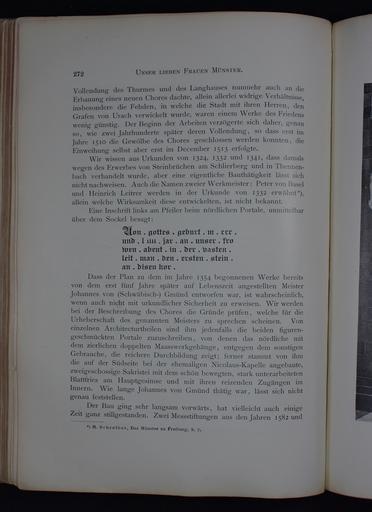 272 Unser lieben Frauen Münster.
Vollendung des Thurmes und des Langhauses nunmehr auch an die
Erbauung eines neuen Chores dachte, allein allerlei widrige Verhältnisse,
insbesondere die Fehden, in welche die Stadt mit ihren Herren, den
Grafen von Urach verwickelt wurde, waren einem Werke des Friedens
wenig günstig. Der Beginn der Arbeiten verzögerte sich daher, genau
so, wie zwei Jahrhunderte später deren Vollendung, so dass erst im
Jahre 1510 die Gewölbe des Chores geschlossen werden konnten, die
Einweihung selbst aber erst im December 1513 erfolgte.
Wir wissen aus Urkunden von 1324, 1332 und 1341, dass damals
wegen des Erwerbes von Steinbrüchen am Schlierberg und in Thennen-
bach verhandelt wurde, aber eine eigentliche Bauthätigkeit lässt sich
nicht nachweisen. Auch die Namen zweier Werkmeister: Peter von Basel
und Heinrich Leiterer werden in der Urkunde von 1332 erwähnt*),
allein welche Wirksamkeit diese entwickelten, ist nicht bekannt.
Eine Inschrift links am Pfeiler beim nördlichen Portale, unmittelbar
über dem Sockel besagt:
Von . gottes . geburt . m . ccc .
und . l iiii . jar . an . unser . fro
wen . abent . in . der . vasten .
leit . man . den . ersten . stein .
an . disen kor .
Dass der Plan zu dem im Jahre 1354 begonnenen Werke bereits
von dem erst fünf Jahre später auf Lebenszeit angestellten Meister
Johannes von (Schwäbisch-) Gmünd entworfen war, ist wahrscheinlich,
wenn auch nicht mit urkundlicher Sicherheit zu erweisen. Wir werden
bei der Beschreibung des Chores die Gründe prüfen, welche für die
Urheberschaft des genannten Meisters zu sprechen scheinen. Von
einzelnen Architecturtheilen sind ihm jedenfalls die beiden figuren-
geschmückten Portale zuzuschreiben, von denen das nördliche mit
dem zierlichen doppelten Maasswerkgehänge, entgegen dem sonstigen
Gebrauche, die reichere Durchbildung zeigt; ferner stammt von ihm
die auf der Südseite bei der ehemaligen Nicolaus-Kapelle angebaute,
zweigeschossige Sakristei mit dem schön bewegten, stark unterarbeiteten
Blattfries am Hauptgesimse und mit ihren reizenden Zugängen im
Innern. Wie lange Johannes von Gmünd thätig war, lässt sich nicht
genau feststellen.
Der Bau ging sehr langsam vorwärts, hat vielleicht auch einige
Zeit ganz stillgestanden. Zwei Messstiftungen aus den Jahren 1582 und
*) H. Schreiber, Das Münster zu Freiburg, S. 7.